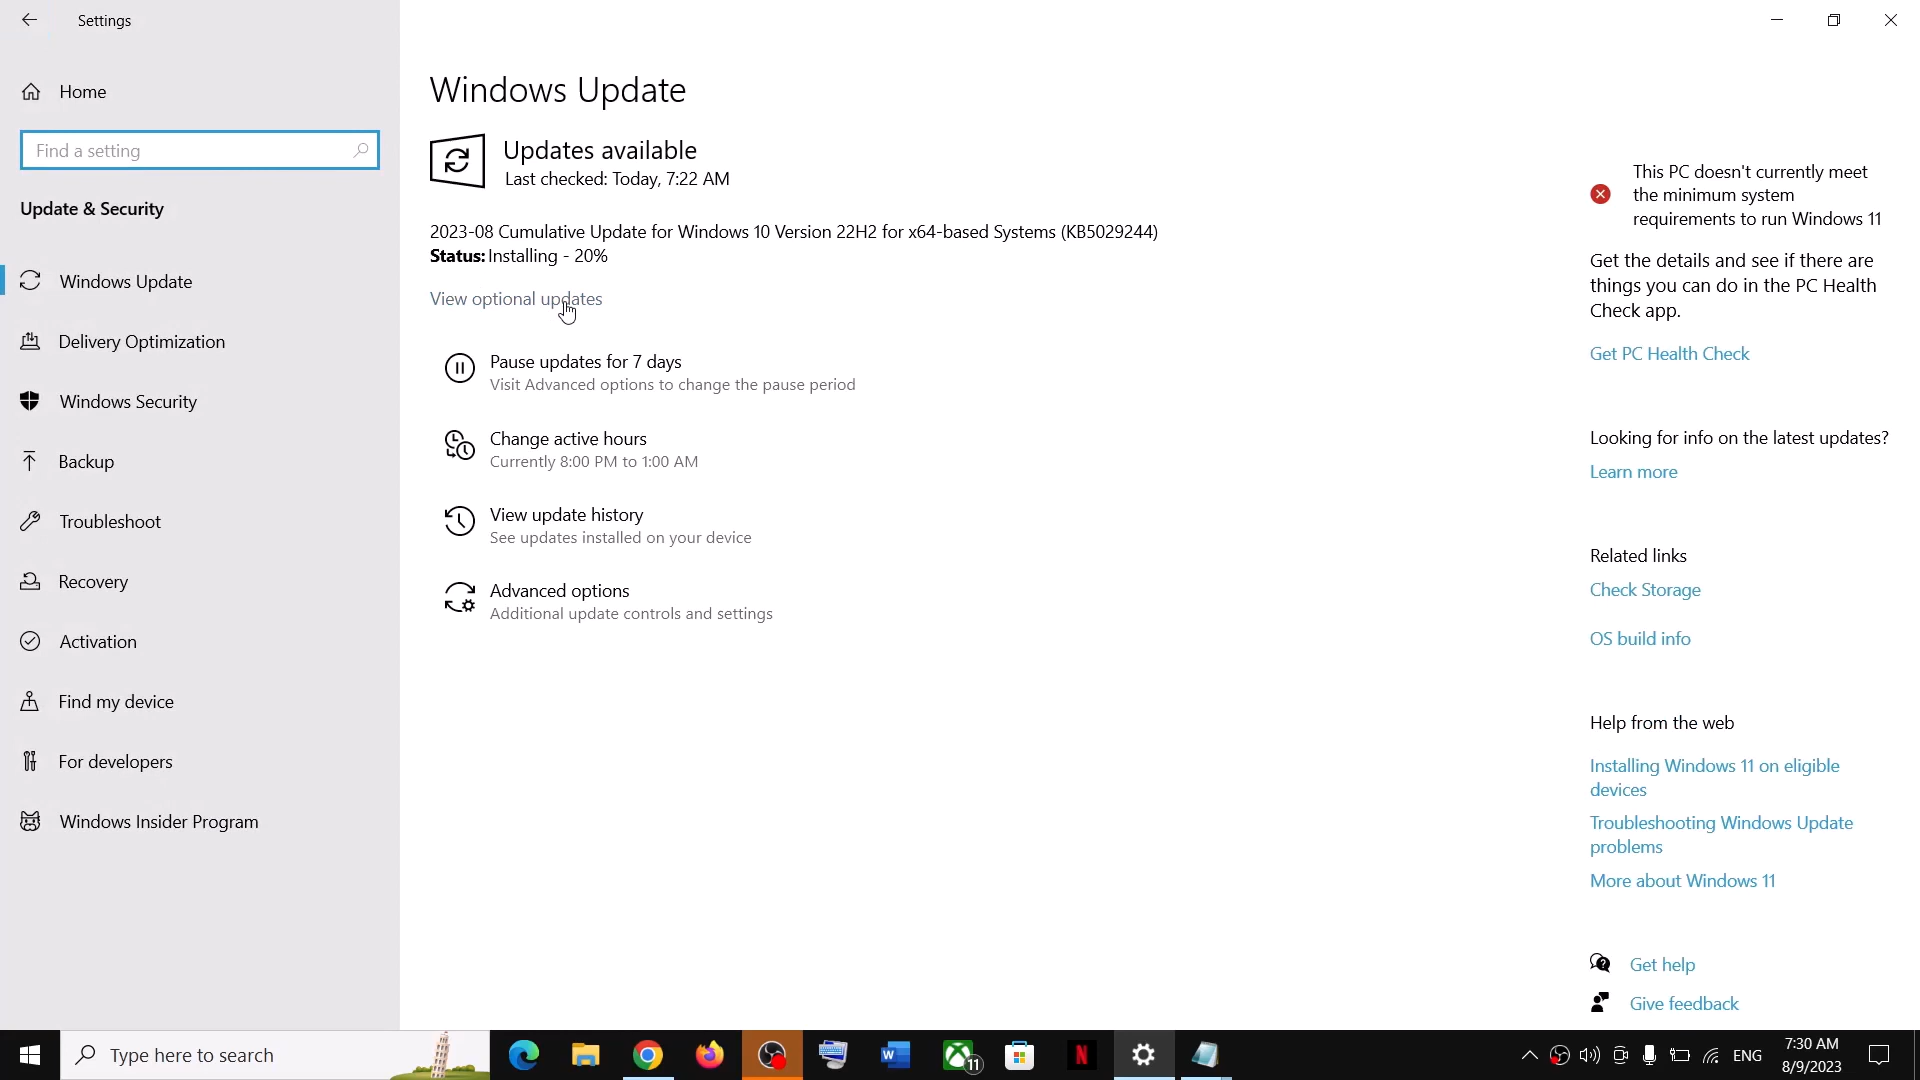 Settings
Home
Find a setting
Update & Security
Windows Update
Delivery Optimization
Windows Security
Backup
Troubleshoot
Recovery
Activation
Find my device
For developers
Windows Insider Program
Windows Update
Updates available
Last checked: Today, 7:22 AM
2023-08 Cumulative Update for Windows 10 Version 22H2 for x64-based Systems (KB5029244)
Status: Installing - 20%
View optional updates
Pause updates for 7 days
Visit Advanced options to change the pause period
Change active hours
Currently 8:00 PM to 1:00 AM
View update history
See updates installed on your device
Advanced options
Additional update controls and settings
This PC doesn't currently meet
the minimum system
requirements to run Windows 11
Get the details and see if there are
things you can do in the PC Health
Check app.
Get PC Health Check
Looking for info on the latest updates?
Learn more
Related links
Check Storage
OS build info
Help from the web
Installing Windows 11 on eligible
devices
Troubleshooting Windows Update
problems
More about Windows 11
Get help
Give feedback
Type here to search
W
11
N
ENG
7:30 AM
8/9/2023